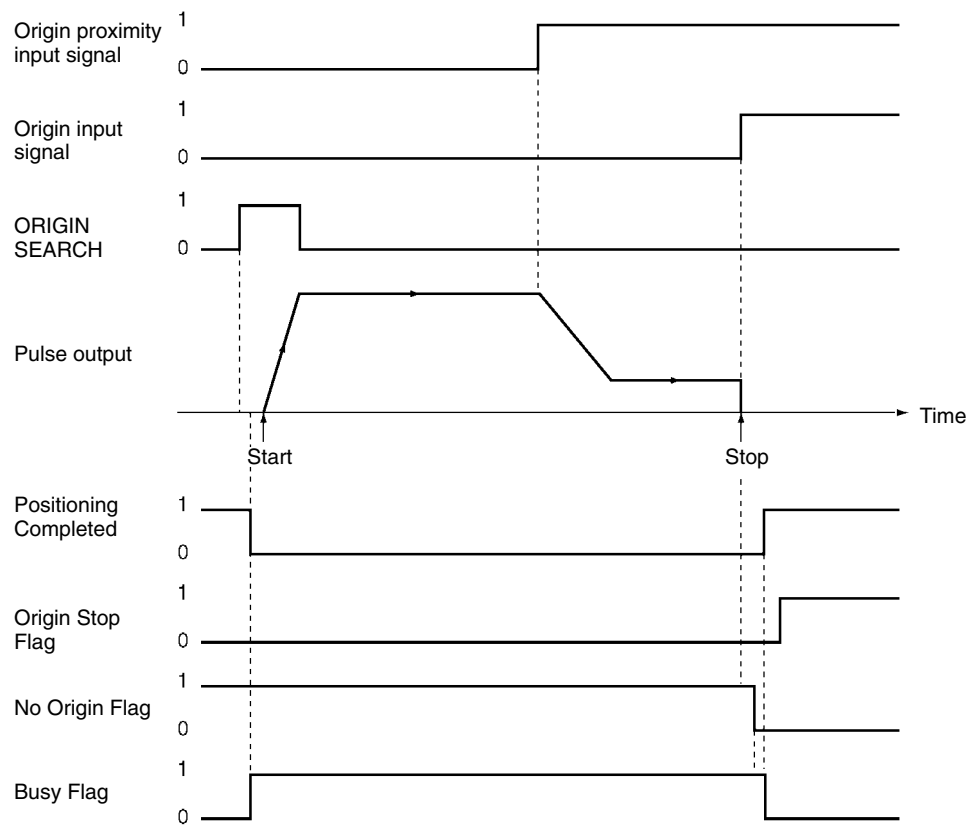 1
Origin proximity
input signal
0
1
Origin input
signal
0
1
ORIGIN
SEARCH
0
Pulse output
Time
Start
Stop
Positioning
Completed
1
0
1
Origin Stop
Flag
0
1
No Origin Flag
0
1
Busy Flag
0